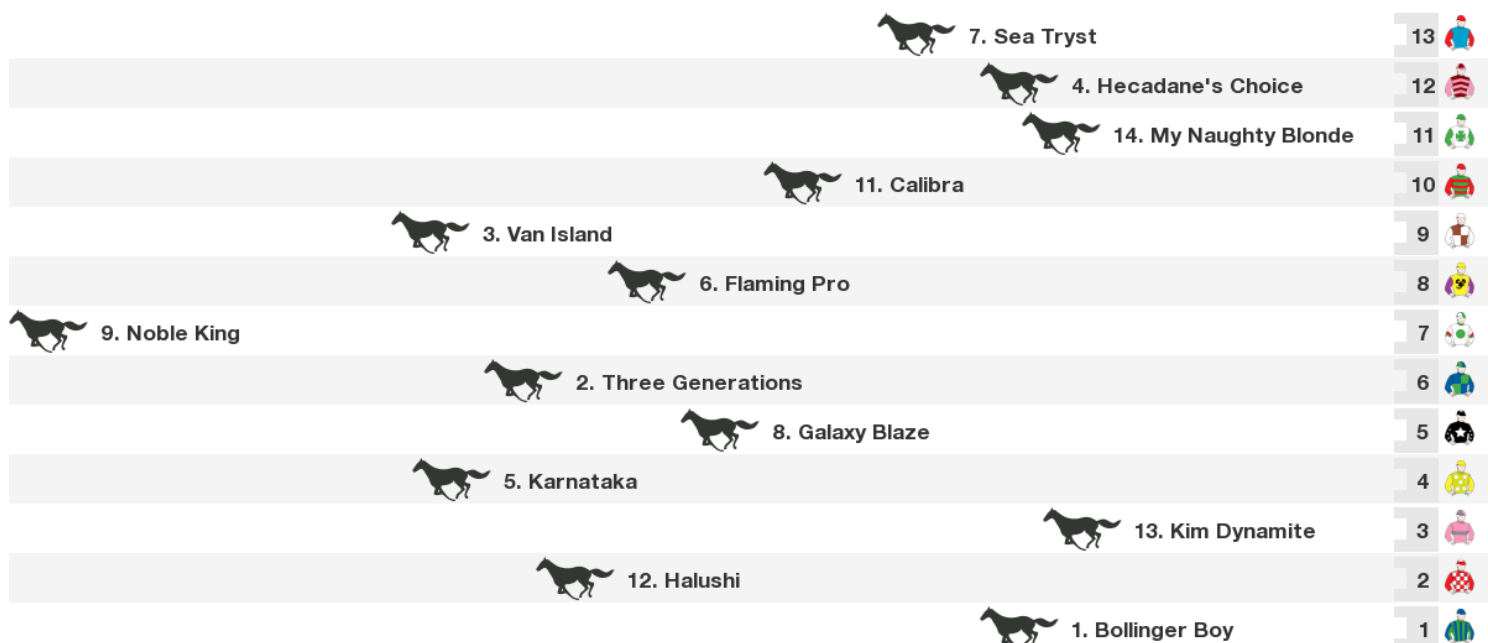 7. Sea Tryst 13
4. Hecadane's Choice 12
14. My Naughty Blonde 11
11. Calibra 10
3. Van Island 9
6. Flaming Pro 8
9. Noble King 7
2. Three Generations 6
8. Galaxy Blaze 5
5. Karnataka 4
13. Kim Dynamite 3
12. Halushi 2
1. Bollinger Boy 1